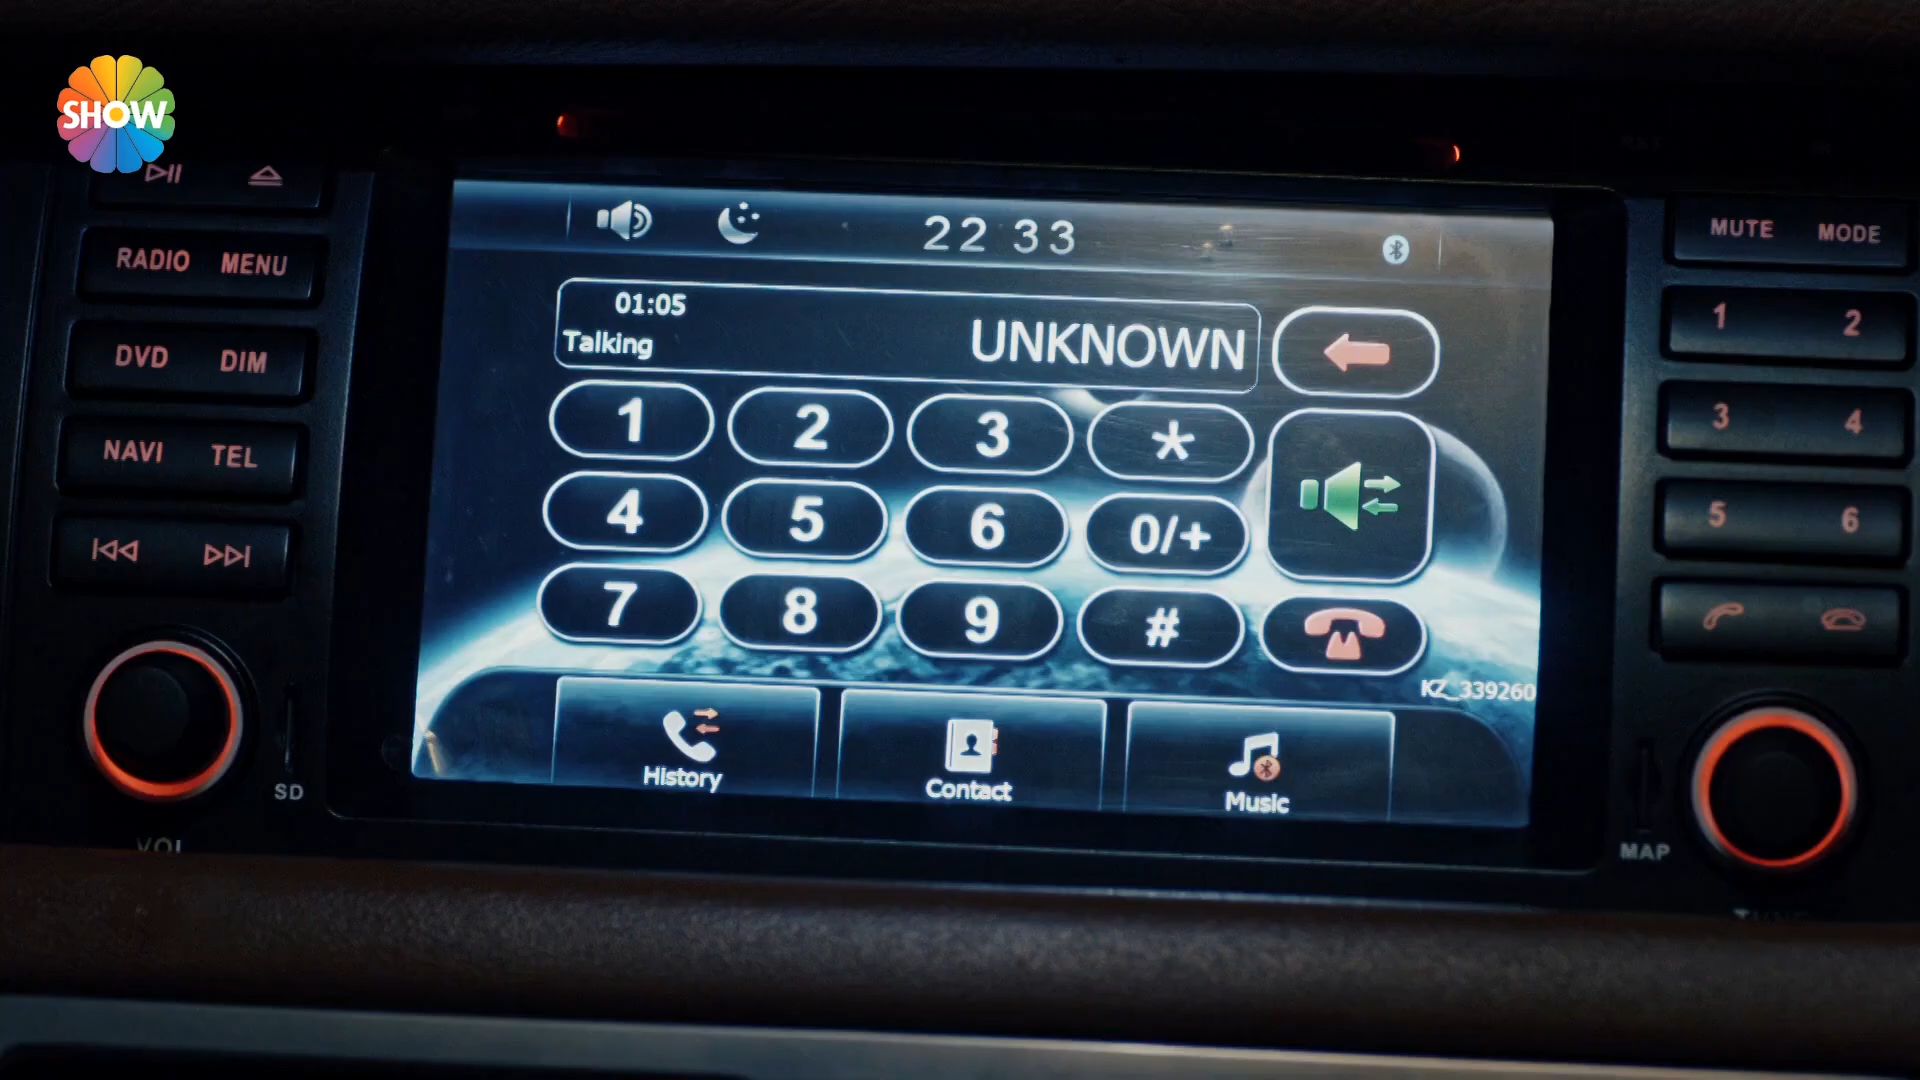 SHOW
RADIO MENU
DVD DIM
NAVI TEL
SD
VOL
22 33
01:05
Talking
UNKNOWN
1 2 3 *
4 5 6 0/+
7 8 9 #
KZ_339260
History
Contact
Music
MUTE MODE
1 2
3 4
5 6
MAP